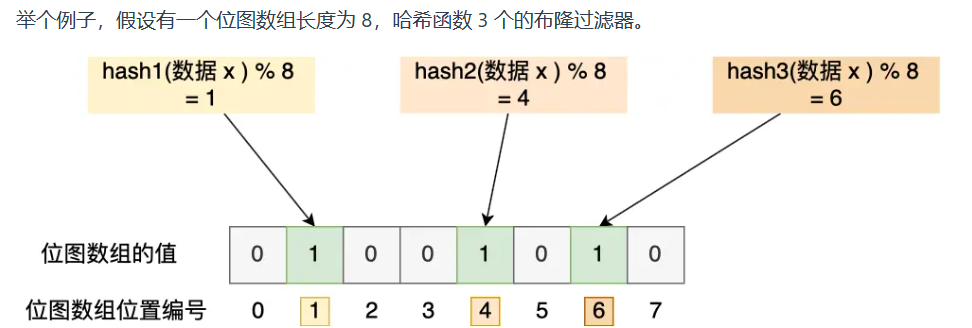 举个例子，假设有一个位图数组长度为 8，哈希函数 3 个的布隆过滤器。
hash1(数据 x ) % 8
= 1
hash2(数据 x ) % 8
= 4
hash3(数据 x ) % 8
= 6
位图数组的值 0 1 0 0 1 0 1 0
位图数组位置编号 0 1 2 3 4 5 6 7